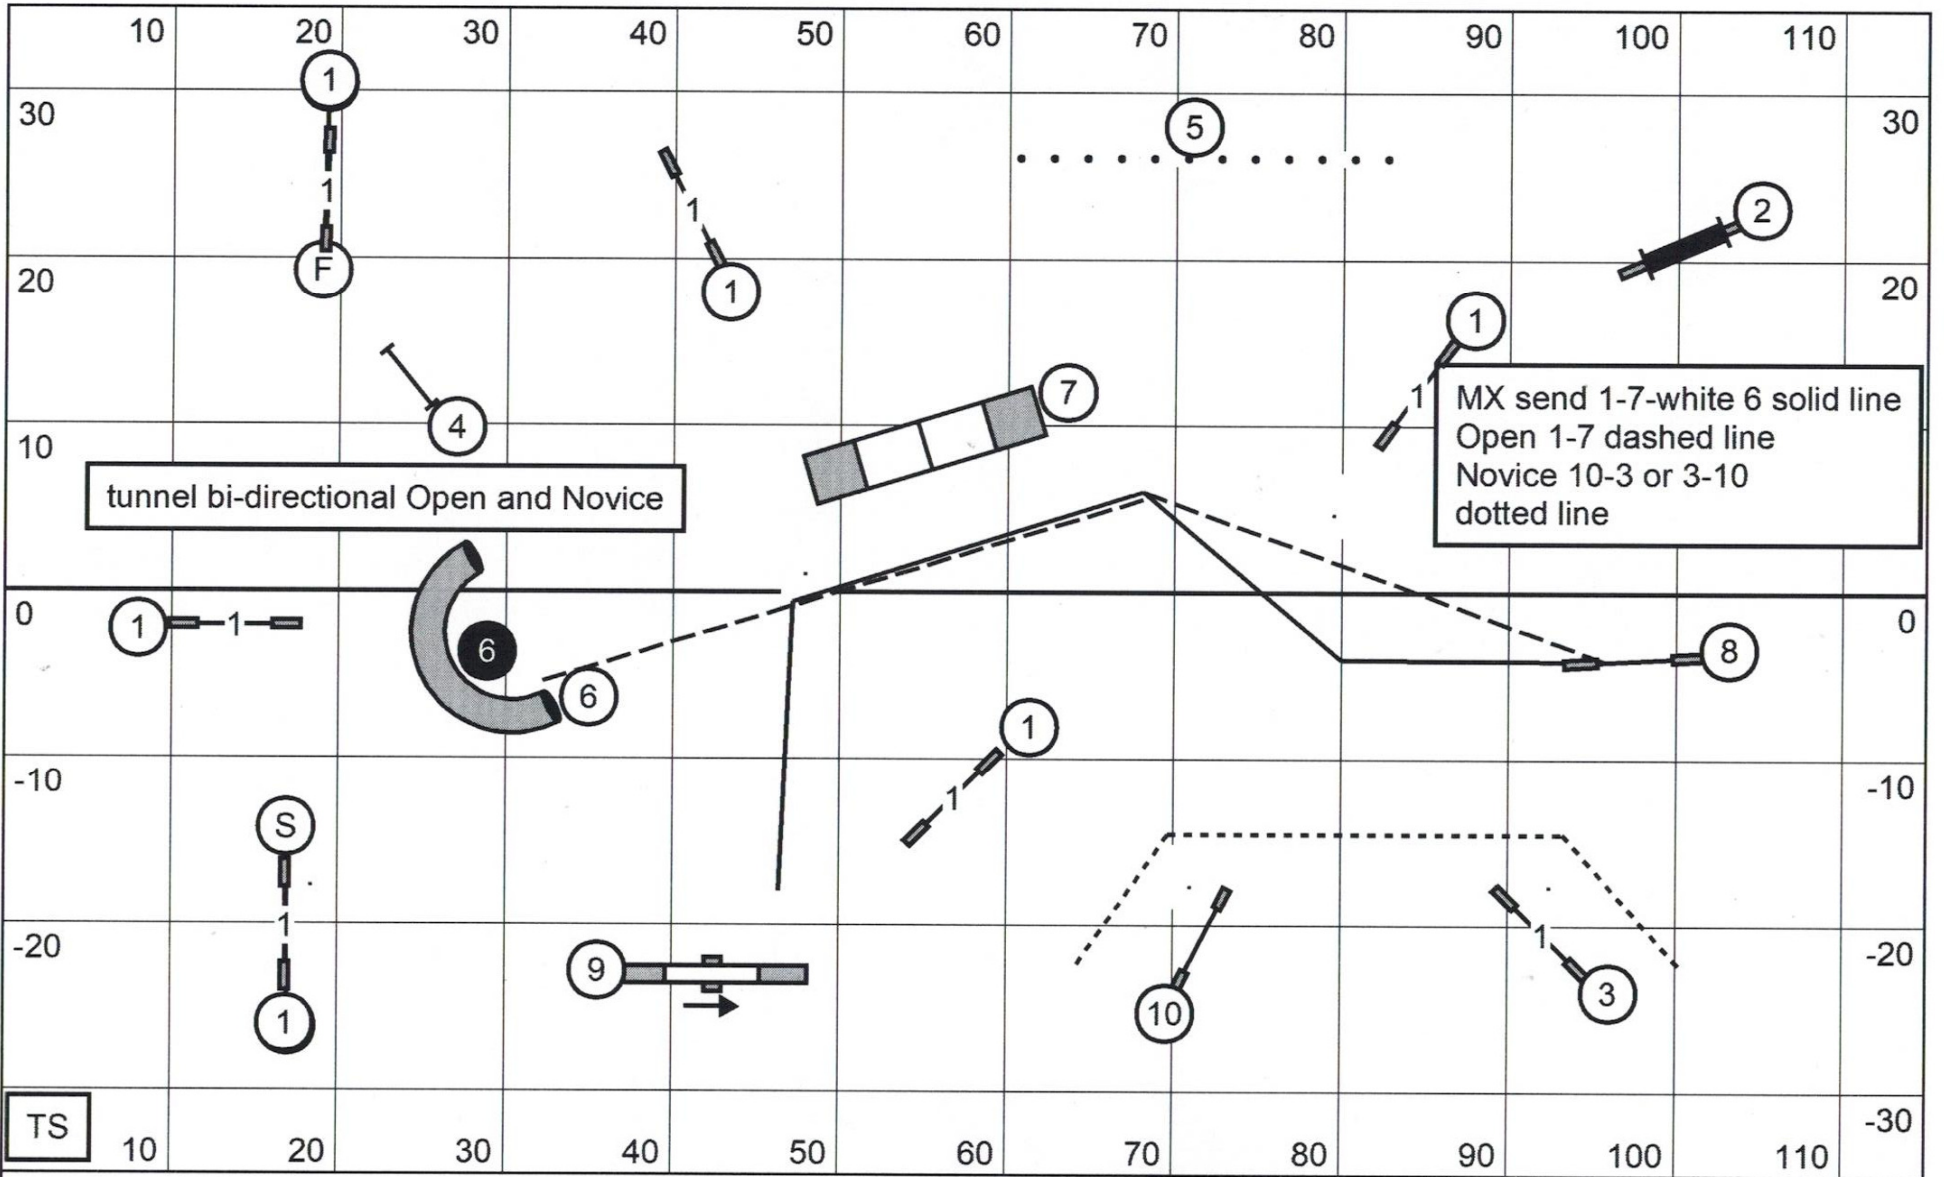 10 20 30 40 50 60 70 80 90 100 110
1
30 5 30
1
1 2
F 1 20 20
1
7 1
4
MX send 1-7-white 6 solid line
Open 1-7 dashed line
Novice 10-3 or 3-10
dotted line
10
tunnel bi-directional Open and Novice
0 0
1 1 6 8
6
1
-10 -10
S 1
1 1
-20 -20
9 3
1 10
TS
-30
10 20 30 40 50 60 70 80 90 100 110